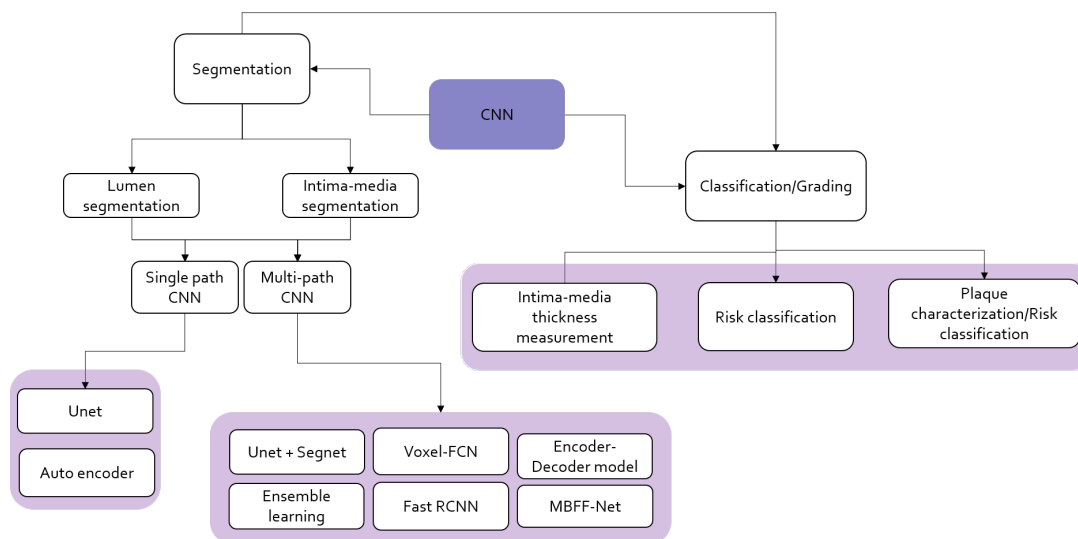 Segmentation
CNN
Classification/Grading
Lumen
segmentation
Intima-media
segmentation
Single path
CNN
Multi-path
CNN
Intima-media
thickness
measurement
Risk classification
Plaque
characterization/Risk
classification
Unet
Auto encoder
Unet + Segnet
Voxel-FCN
Encoder-
Decoder model
Ensemble
learning
Fast RCNN
MBFF-Net